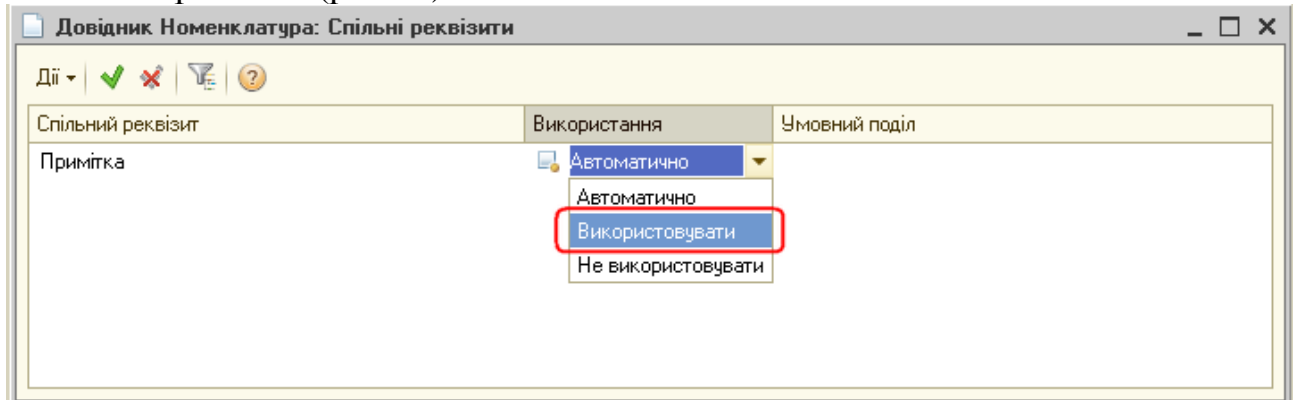 Довідник Номенклатура: Спільні реквізити
Дії
Спільний реквізит Використання Умовний поділ
Примітка Автоматично
Автоматично
Використовувати
Не використовувати